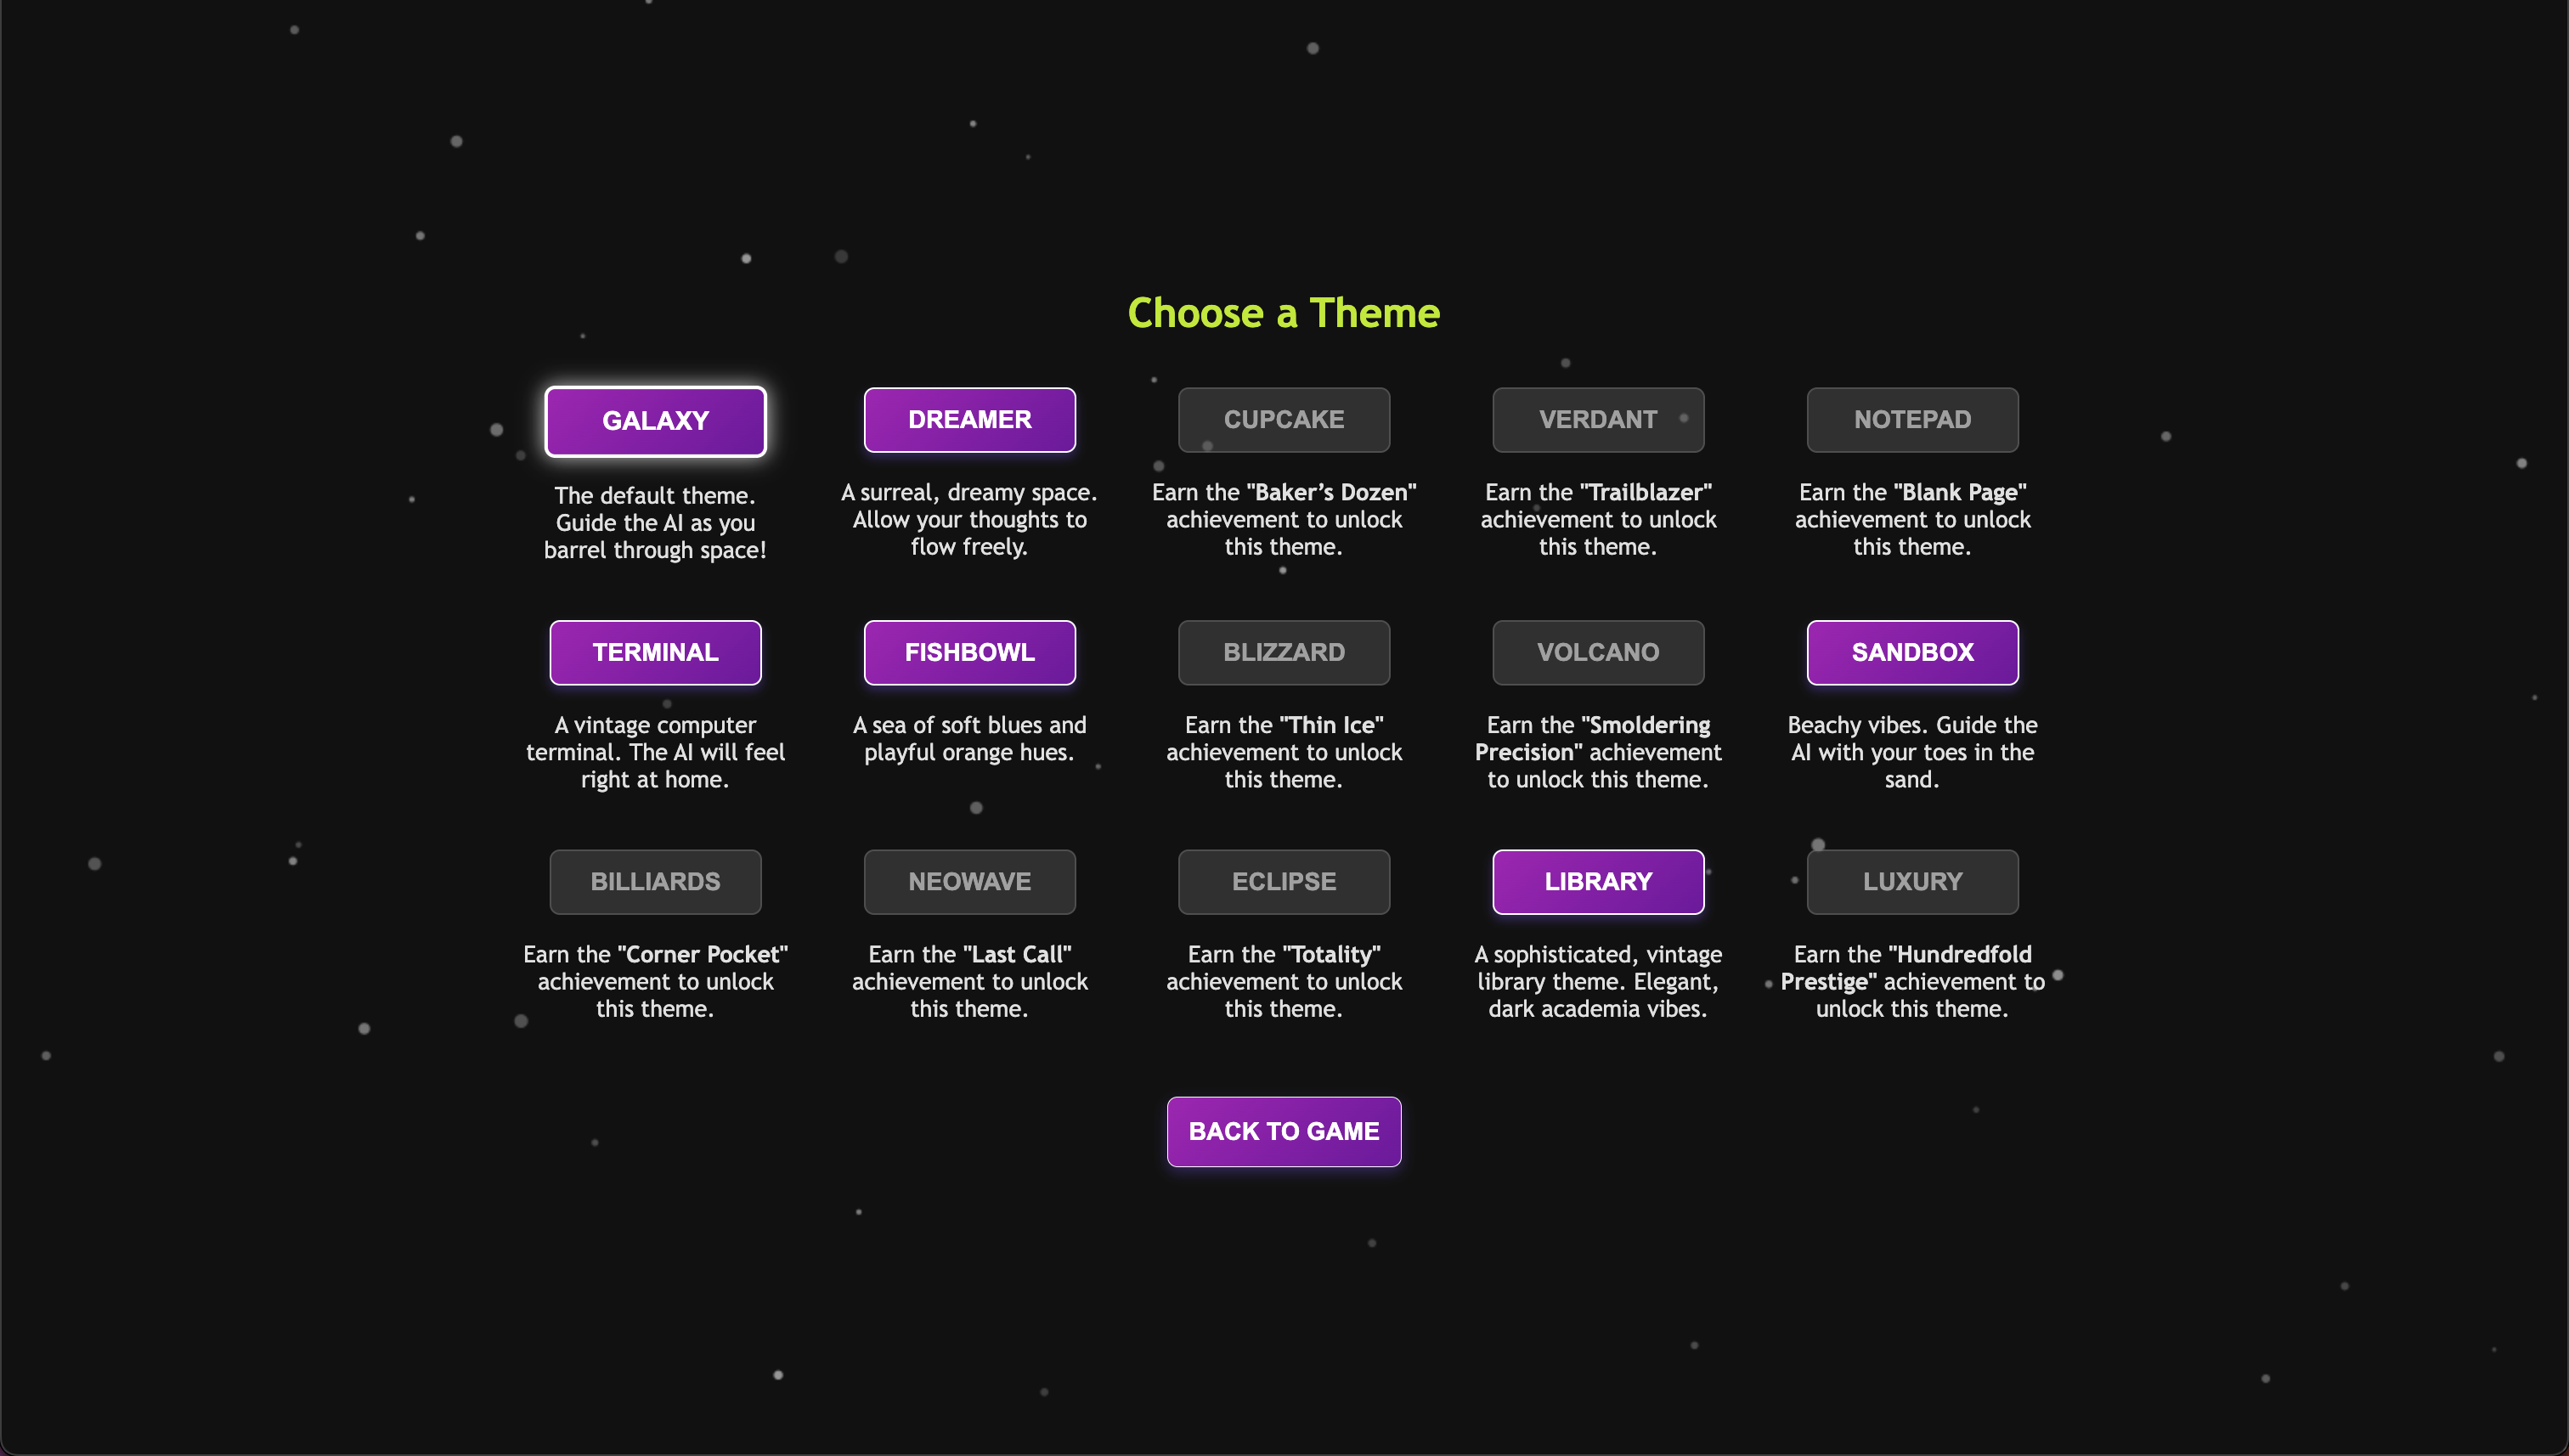 Choose a Theme
GALAXY
The default theme.
Guide the AI as you
barrel through space!
DREAMER
A surreal, dreamy space.
Allow your thoughts to
flow freely.
CUPCAKE
Earn the "Baker’s Dozen"
achievement to unlock
this theme.
VERDANT
Earn the "Trailblazer"
achievement to unlock
this theme.
NOTEPAD
Earn the "Blank Page"
achievement to unlock
this theme.
TERMINAL
A vintage computer
terminal. The AI will feel
right at home.
FISHBOWL
A sea of soft blues and
playful orange hues.
BLIZZARD
Earn the "Thin Ice"
achievement to unlock
this theme.
VOLCANO
Earn the "Smoldering
Precision" achievement
to unlock this theme.
SANDBOX
Beachy vibes. Guide the
AI with your toes in the
sand.
BILLIARDS
Earn the "Corner Pocket"
achievement to unlock
this theme.
NEOWAVE
Earn the "Last Call"
achievement to unlock
this theme.
ECLIPSE
Earn the "Totality"
achievement to unlock
this theme.
LIBRARY
A sophisticated, vintage
library theme. Elegant,
dark academia vibes.
LUXURY
Earn the "Hundredfold
Prestige" achievement to
unlock this theme.
BACK TO GAME